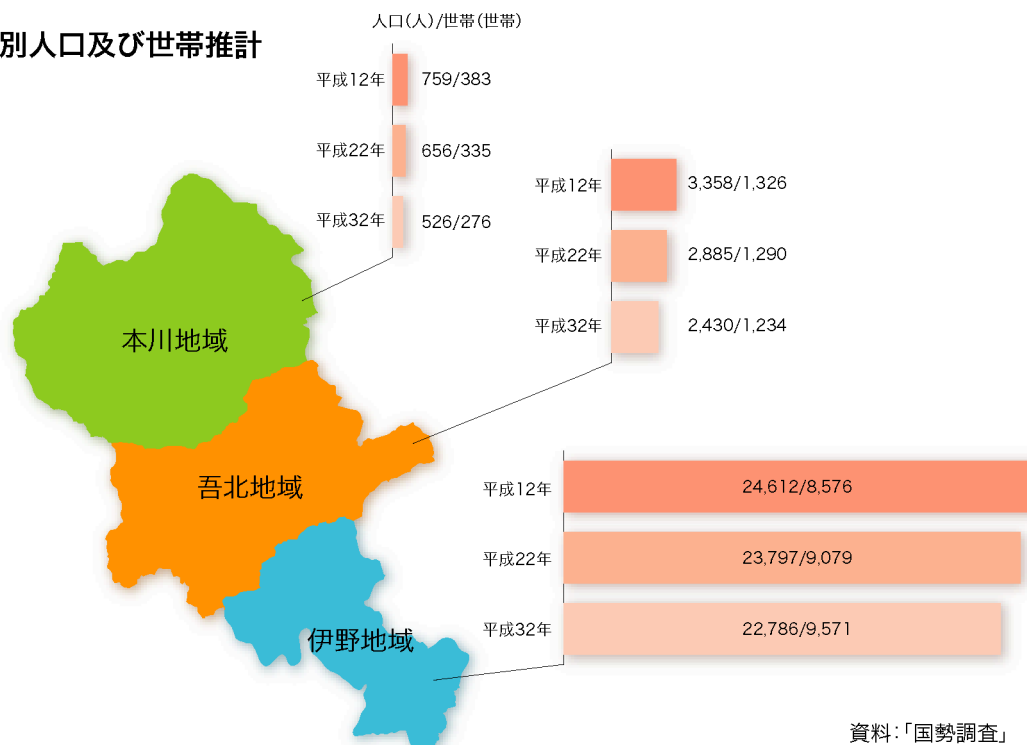 別人口及び世帯推計
人口(人)/世帯(世帯)
平成12年 759/383
平成22年 656/335
平成32年 526/276
平成12年 3,358/1,326
平成22年 2,885/1,290
平成32年 2,430/1,234
本川地域
吾北地域
平成12年 24,612/8,576
平成22年 23,797/9,079
平成32年 22,786/9,571
伊野地域
資料:「国勢調査」